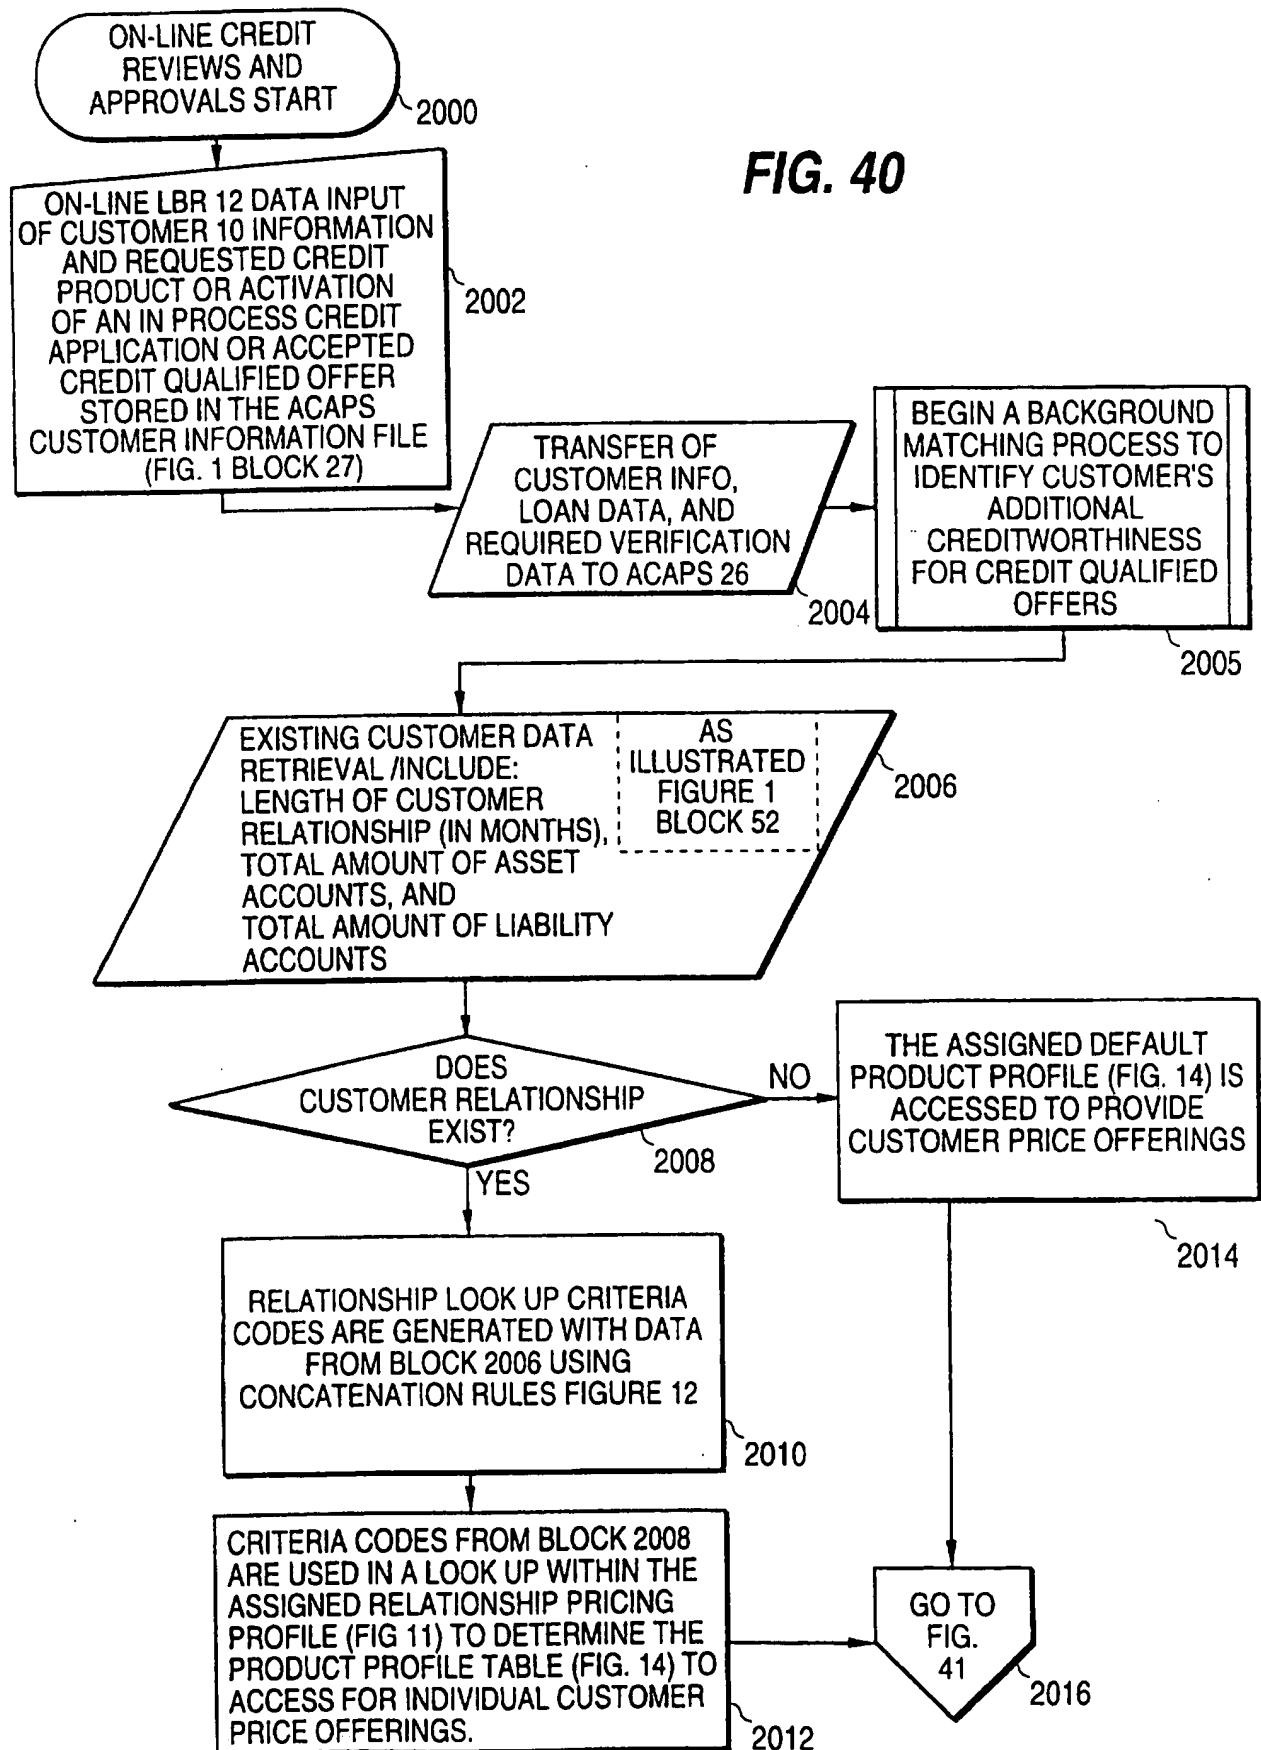 ON-LINE CREDIT
REVIEWS AND
APPROVALS START
2000
FIG. 40
ON-LINE LBR 12 DATA INPUT
OF CUSTOMER 10 INFORMATION
AND REQUESTED CREDIT
PRODUCT OR ACTIVATION
OF AN IN PROCESS CREDIT
APPLICATION OR ACCEPTED
CREDIT QUALIFIED OFFER
STORED IN THE ACAPS
CUSTOMER INFORMATION FILE
(FIG. 1 BLOCK 27)
2002
TRANSFER OF
CUSTOMER INFO,
LOAN DATA, AND
REQUIRED VERIFICATION
DATA TO ACAPS 26
2004
BEGIN A BACKGROUND
MATCHING PROCESS TO
IDENTIFY CUSTOMER'S
ADDITIONAL
CREDITWORTHINESS
FOR CREDIT QUALIFIED
OFFERS
2005
EXISTING CUSTOMER DATA
RETRIEVAL /INCLUDE:
LENGTH OF CUSTOMER
RELATIONSHIP (IN MONTHS),
TOTAL AMOUNT OF ASSET
ACCOUNTS, AND
TOTAL AMOUNT OF LIABILITY
ACCOUNTS
AS
ILLUSTRATED
FIGURE 1
BLOCK 52
2006
DOES
CUSTOMER RELATIONSHIP
EXIST?
2008
NO
YES
THE ASSIGNED DEFAULT
PRODUCT PROFILE (FIG. 14) IS
ACCESSED TO PROVIDE
CUSTOMER PRICE OFFERINGS
2014
RELATIONSHIP LOOK UP CRITERIA
CODES ARE GENERATED WITH DATA
FROM BLOCK 2006 USING
CONCATENATION RULES FIGURE 12
2010
CRITERIA CODES FROM BLOCK 2008
ARE USED IN A LOOK UP WITHIN THE
ASSIGNED RELATIONSHIP PRICING
PROFILE (FIG 11) TO DETERMINE THE
PRODUCT PROFILE TABLE (FIG. 14) TO
ACCESS FOR INDIVIDUAL CUSTOMER
PRICE OFFERINGS.
2012
GO TO
FIG.
41
2016